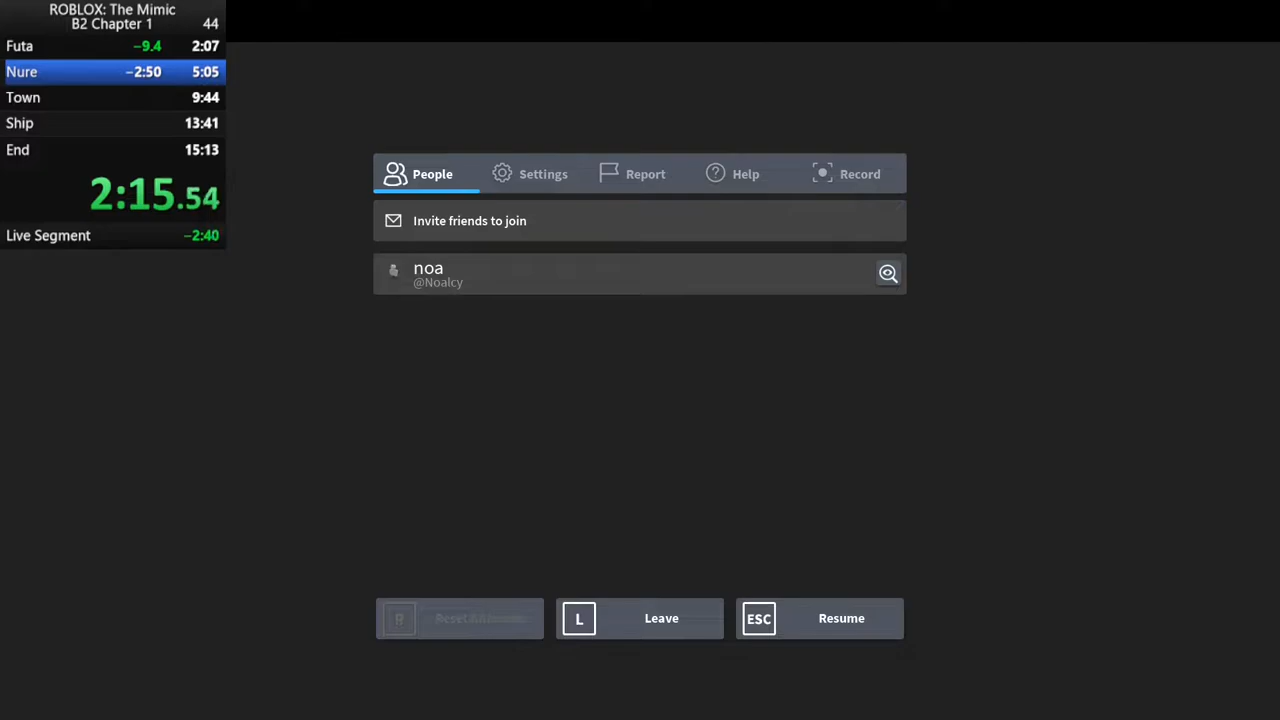 ROBLOX: The Mimic
B2 Chapter 1 44
Futa -9.4 2:07
Nure -2:50 5:05
Town 9:44
Ship 13:41
End 15:13
2:15.54
Live Segment -2:40
People Settings Report Help Record
Invite friends to join
noa
@Noalcy
L Leave ESC Resume